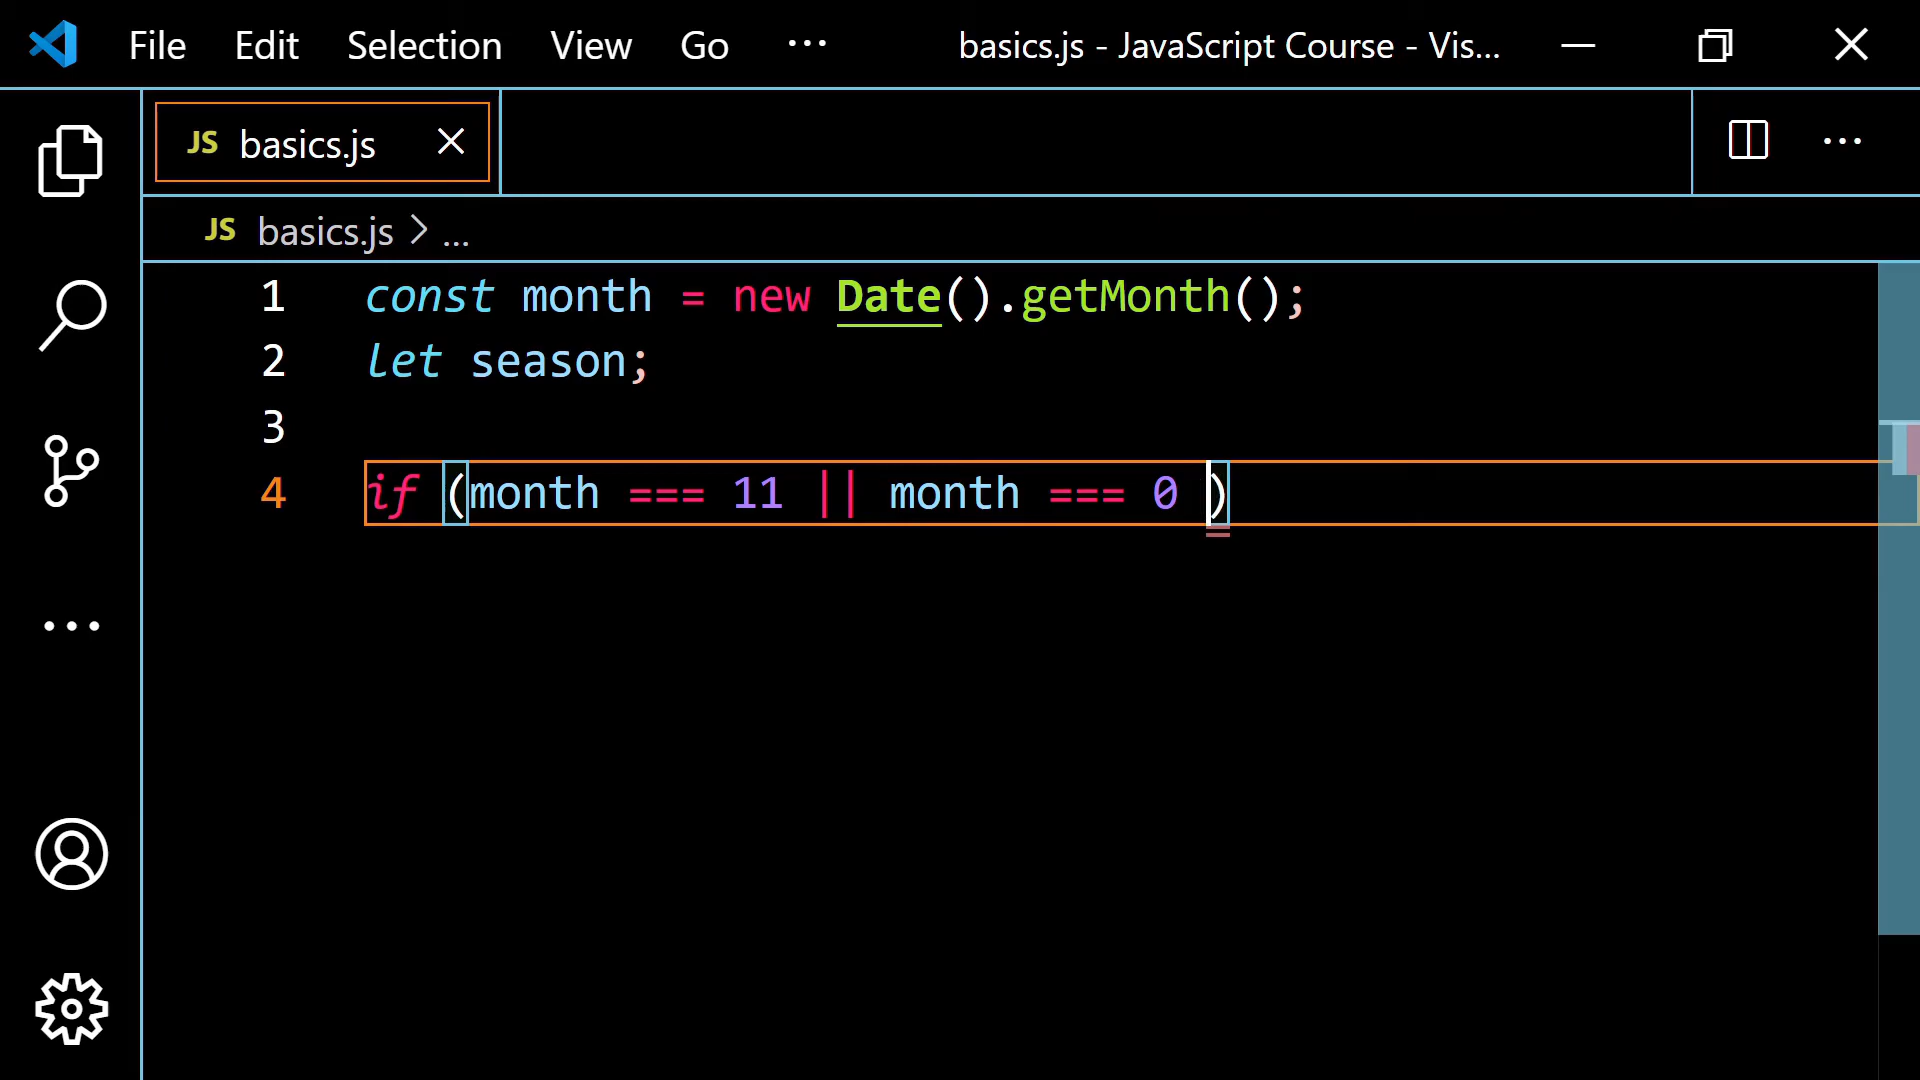 File Edit Selection View Go ··· basics.js - JavaScript Course - Vis...
JS basics.js
JS basics.js > ...
1 const month = new Date().getMonth();
2 let season;
3
4 if (month === 11 || month === 0 )